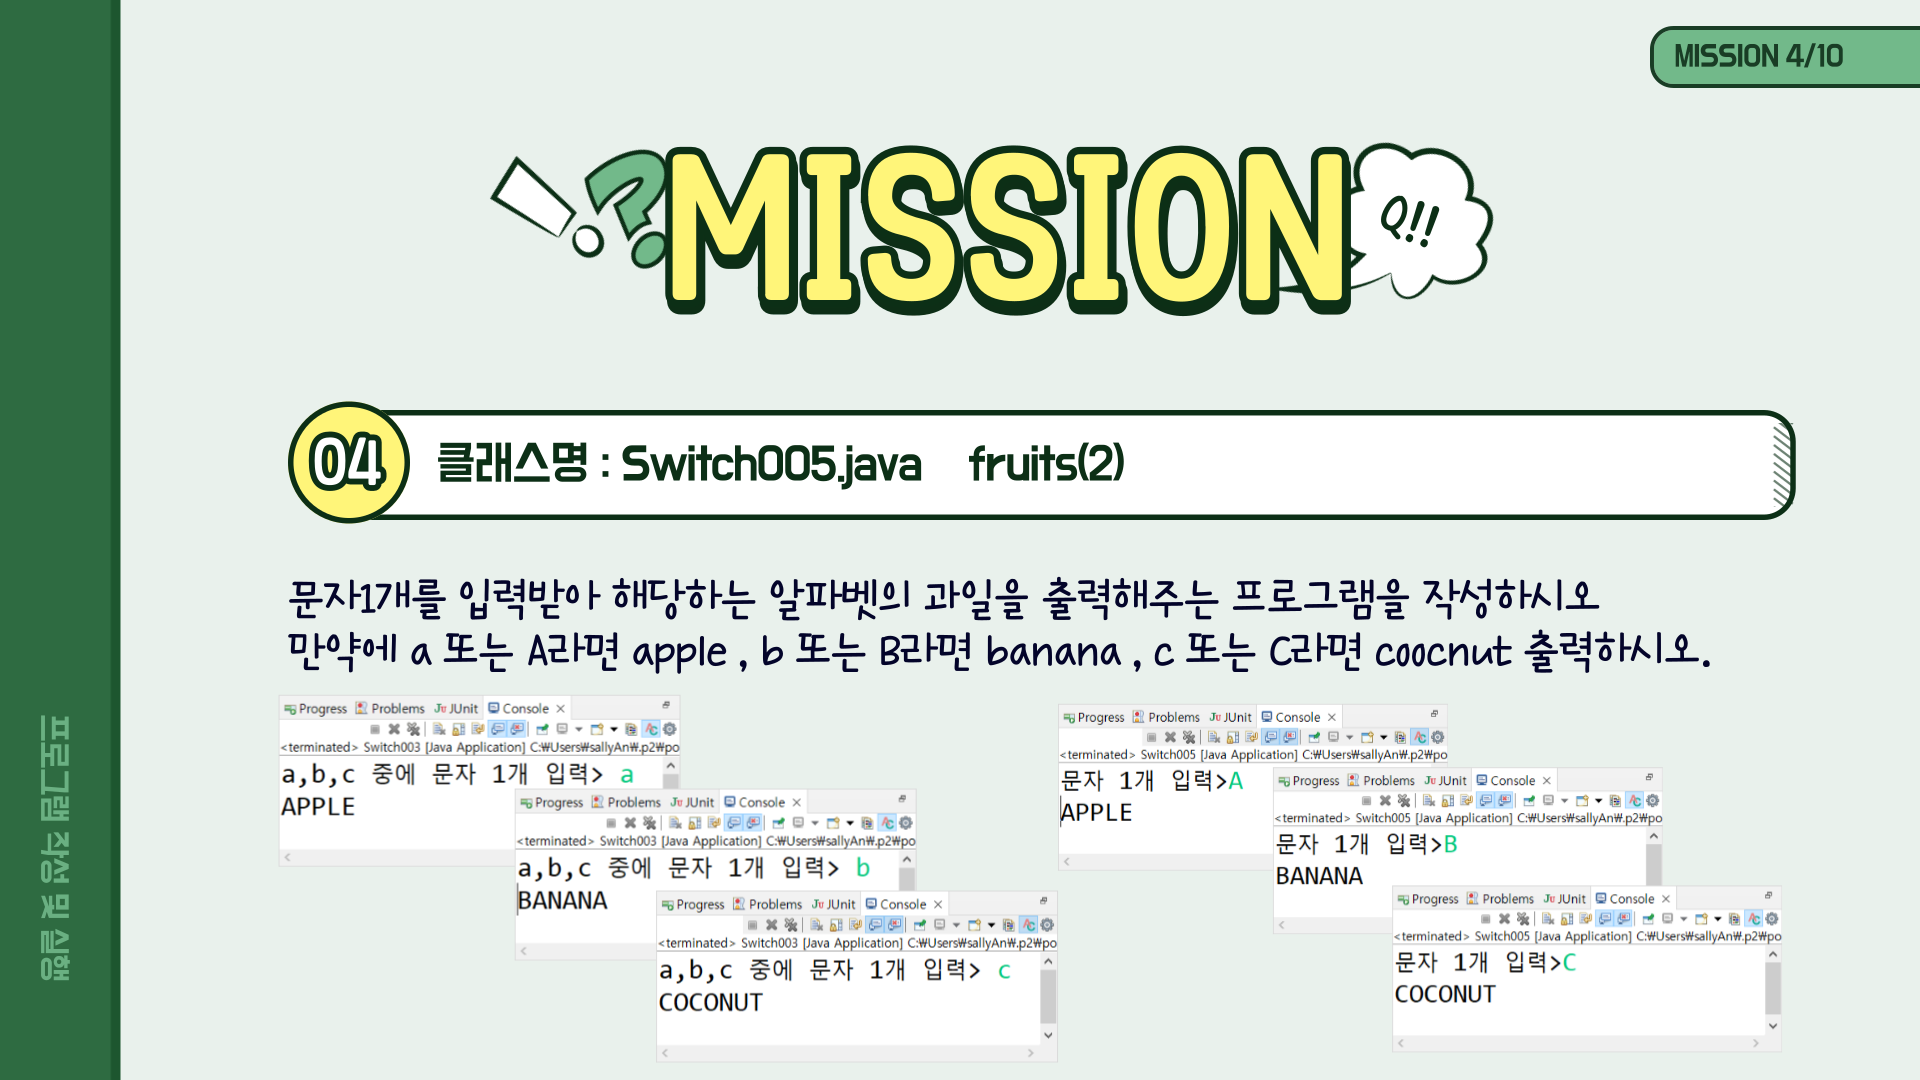 MISSION 4/10
MISSION
Q!!
04
클래스명 : Switch005.java fruits(2)
문자1개를 입력받아 해당하는 알파벳의 과일을 출력해주는 프로그램을 작성하시오
만약에 a 또는 A라면 apple , b 또는 B라면 banana , c 또는 C라면 coocnut 출력하시오.
프로그램 작성 및 실행
Progress Problems JUnit Console
<terminated> Switch003 [Java Application] C:₩Users₩sallyAn₩.p2₩po
a,b,c 중에 문자 1개 입력> a
APPLE
Progress Problems JUnit Console
<terminated> Switch003 [Java Application] C:₩Users₩sallyAn₩.p2₩po
a,b,c 중에 문자 1개 입력> b
BANANA
Progress Problems JUnit Console
<terminated> Switch003 [Java Application] C:₩Users₩sallyAn₩.p2₩po
a,b,c 중에 문자 1개 입력> c
COCONUT
Progress Problems JUnit Console
<terminated> Switch005 [Java Application] C:₩Users₩sallyAn₩.p2₩po
문자 1개 입력>A
APPLE
Progress Problems JUnit Console
<terminated> Switch005 [Java Application] C:₩Users₩sallyAn₩.p2₩po
문자 1개 입력>B
BANANA
Progress Problems JUnit Console
<terminated> Switch005 [Java Application] C:₩Users₩sallyAn₩.p2₩po
문자 1개 입력>C
COCONUT